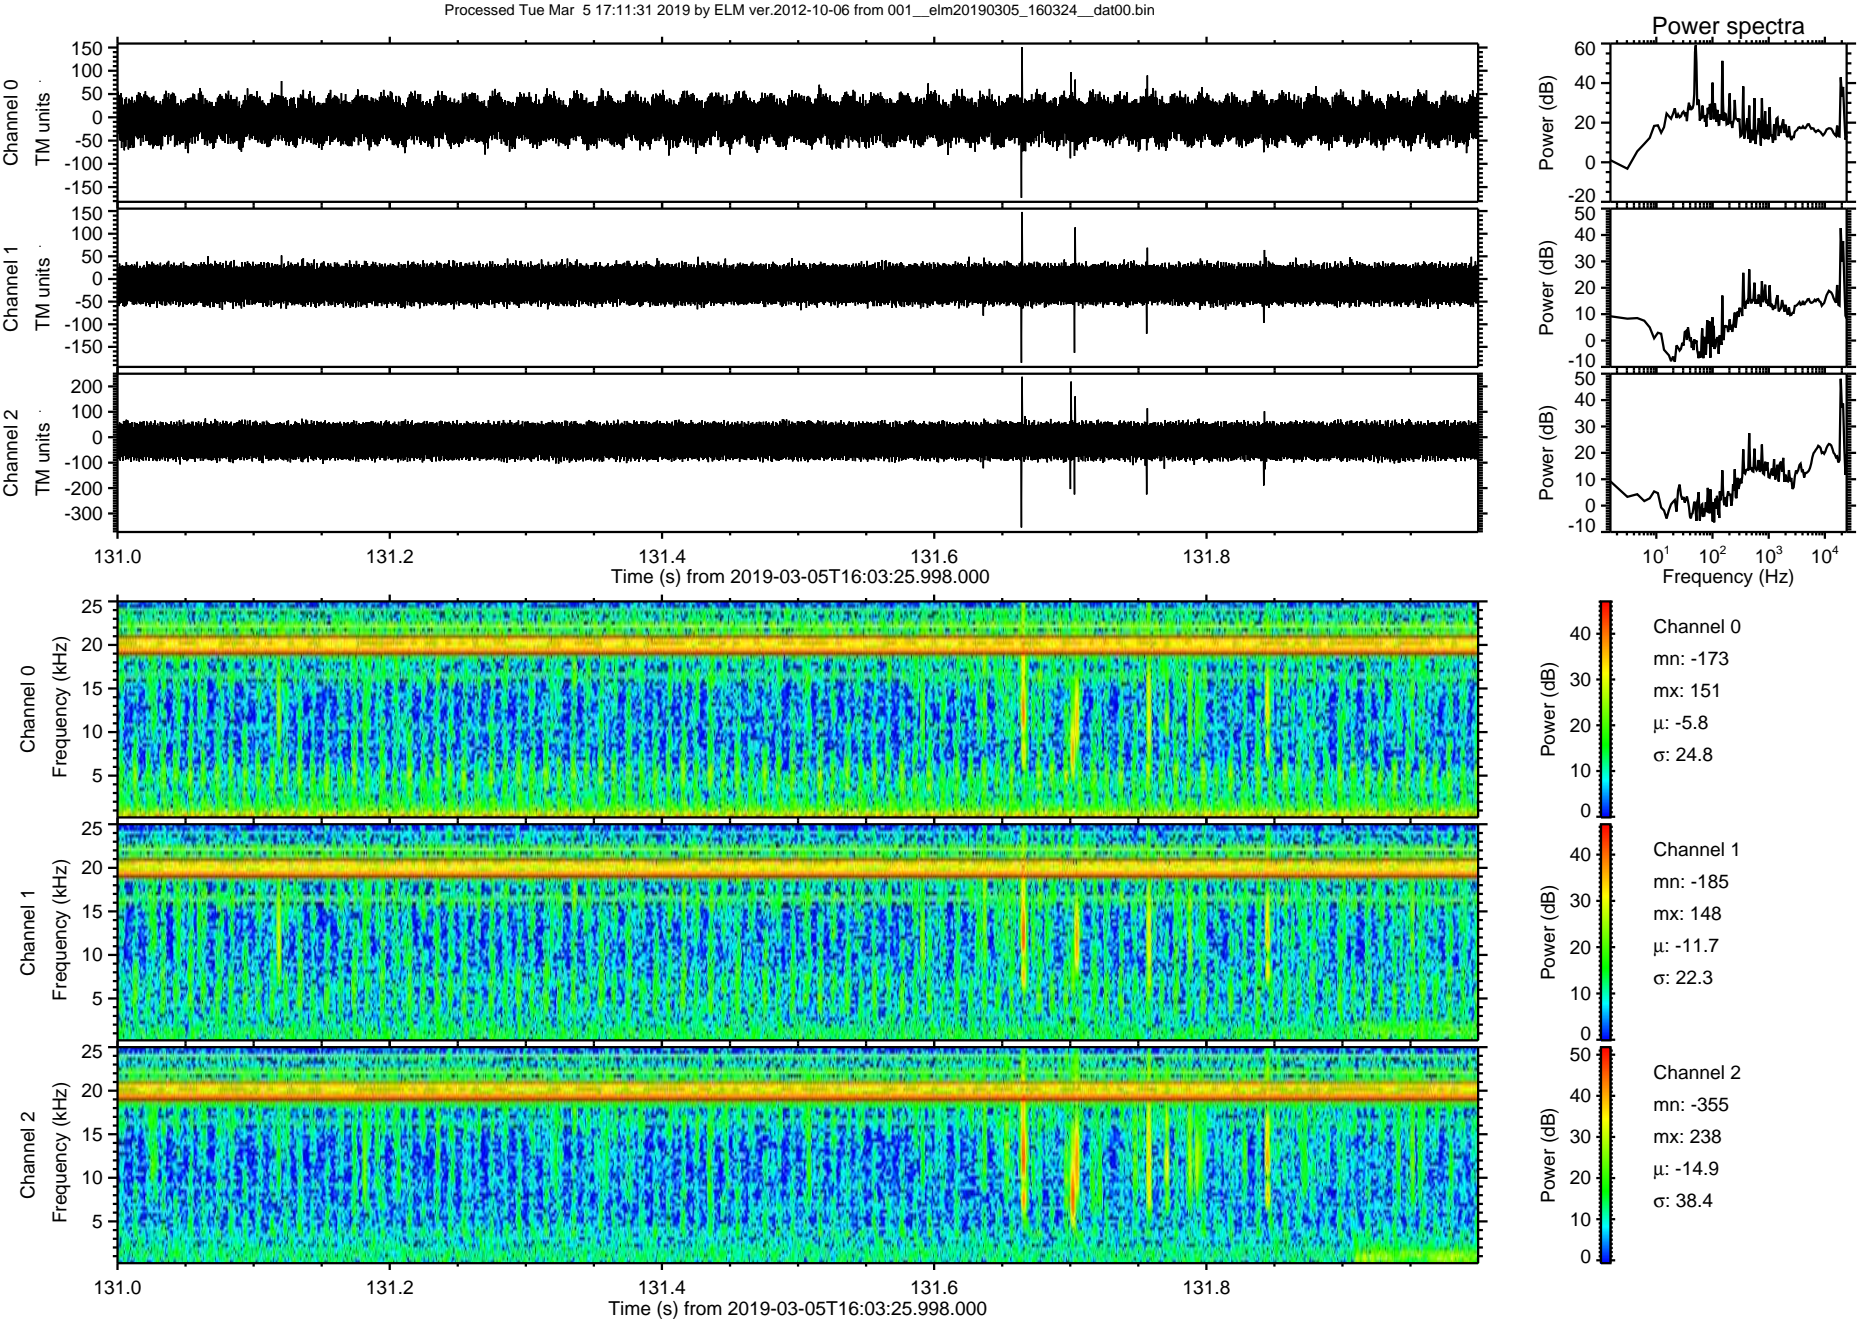 Processed Tue Mar  5 17:11:31 2019 by ELM ver.2012-10-06 from 001__elm20190305_160324__dat00.bin
Power spectra
Channel 0
TM units
150
100
50
0
-50
-100
-150
Power (dB)
60
40
20
0
-20
Channel 1
TM units
150
100
50
0
-50
-100
-150
Power (dB)
50
40
30
20
10
0
-10
Channel 2
TM units
200
100
0
-100
-200
-300
Power (dB)
50
40
30
20
10
0
-10
131.0 131.2 131.4 131.6 131.8
Time (s) from 2019-03-05T16:03:25.998.000
10¹ 10² 10³ 10⁴
Frequency (Hz)
Channel 0
Frequency (kHz)
25
20
15
10
5
Power (dB)
40
30
20
10
0
Channel 0
mn: -173
mx: 151
μ: -5.8
σ: 24.8
Channel 1
Frequency (kHz)
25
20
15
10
5
Power (dB)
40
30
20
10
0
Channel 1
mn: -185
mx: 148
μ: -11.7
σ: 22.3
Channel 2
Frequency (kHz)
25
20
15
10
5
Power (dB)
50
40
30
20
10
0
Channel 2
mn: -355
mx: 238
μ: -14.9
σ: 38.4
131.0 131.2 131.4 131.6 131.8
Time (s) from 2019-03-05T16:03:25.998.000